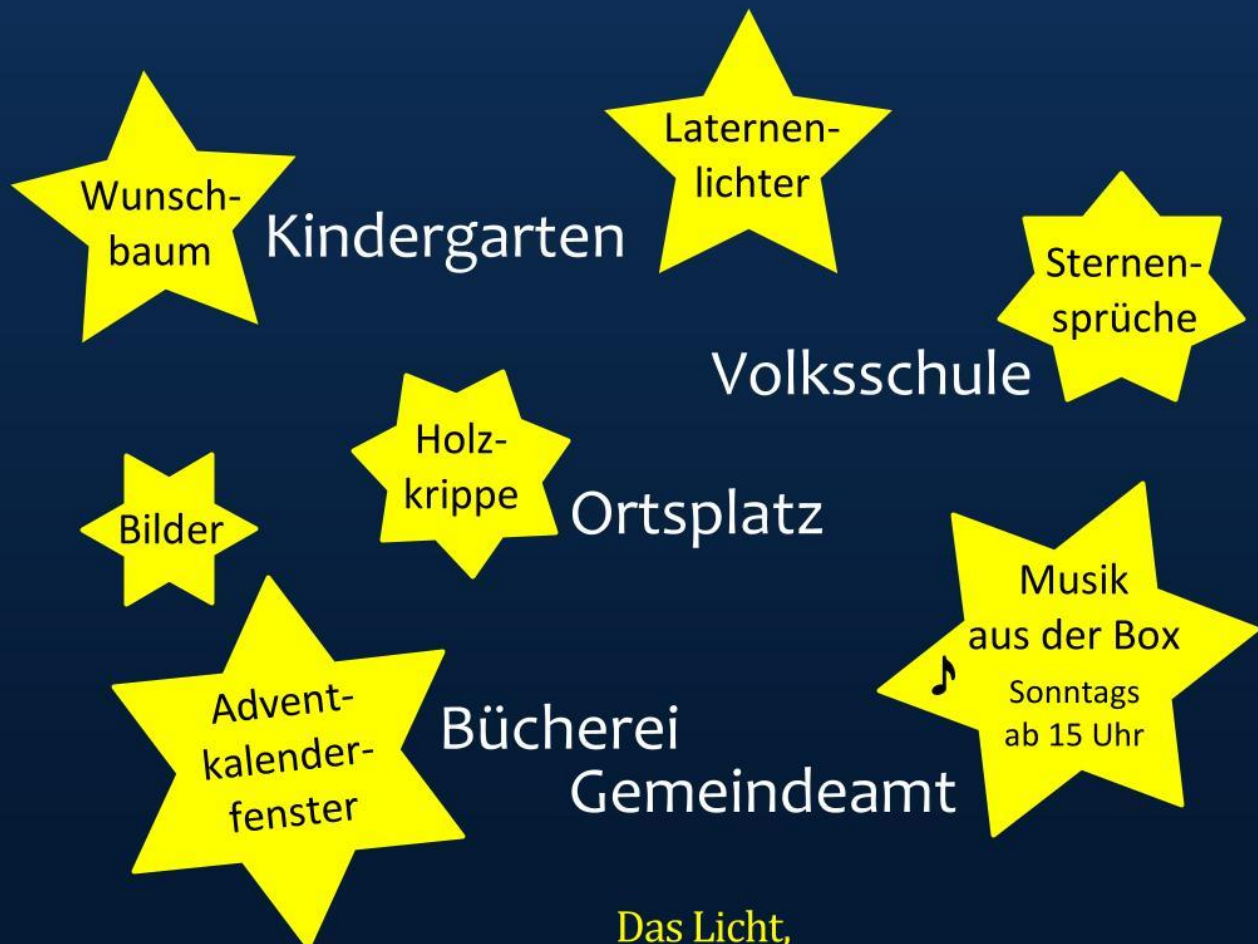 Laternen-
lichter
Wunsch-
baum
Kindergarten
Sternen-
sprüche
Volksschule
Holz-
krippe
Ortsplatz
Bilder
Musik
aus der Box
Sonntags
ab 15 Uhr
Advent-
kalender-
fenster
Bücherei
Gemeindeamt
Das Licht,